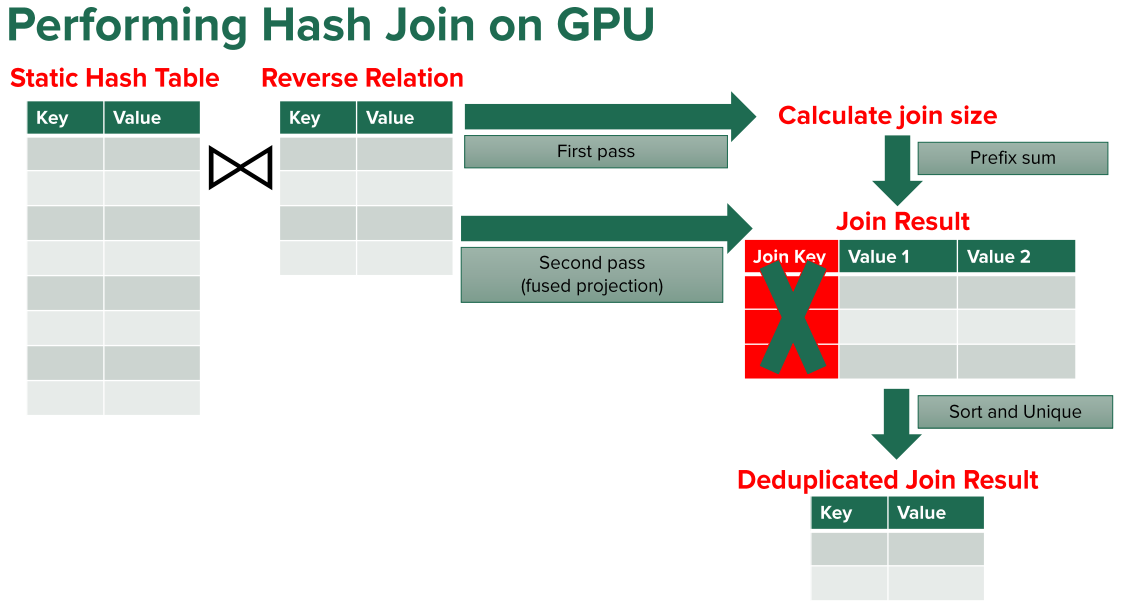 Performing Hash Join on GPU
Static Hash Table
Reverse Relation
Key
Value
Key
Value
First pass
Calculate join size
Prefix sum
Second pass
(fused projection)
Join Result
Join Key
Value 1
Value 2
Sort and Unique
Deduplicated Join Result
Key
Value